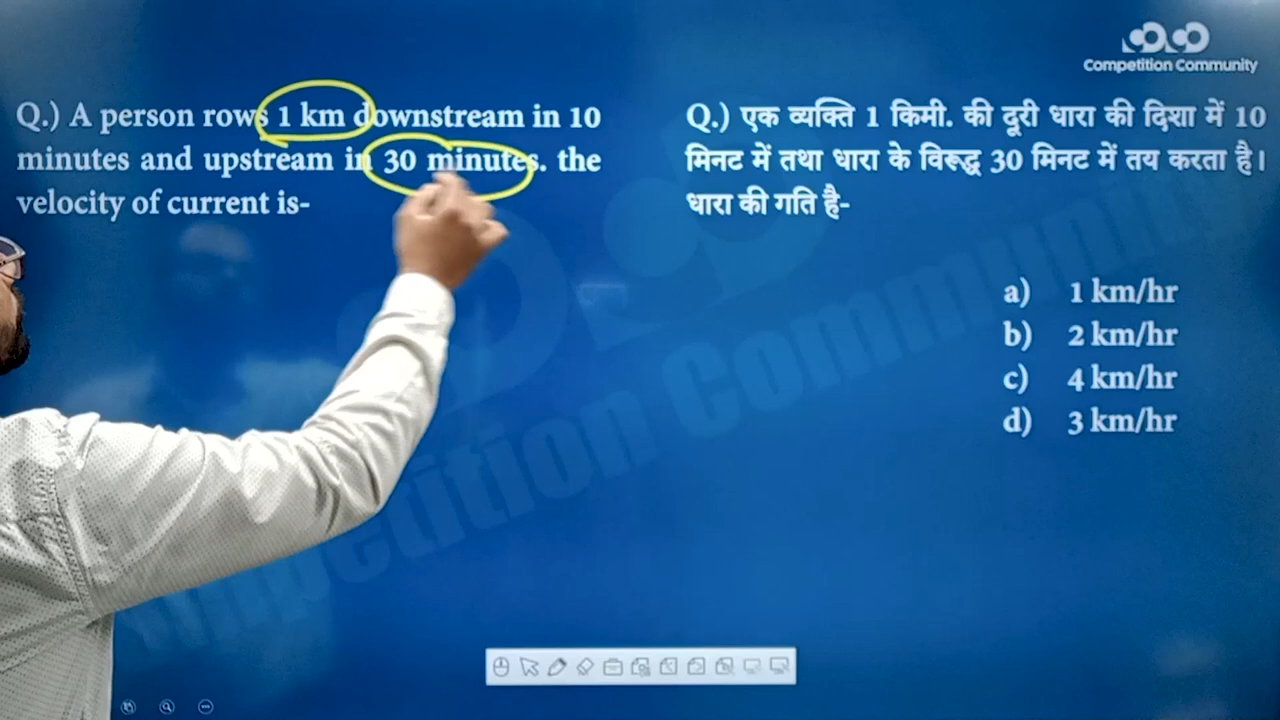 Competition Community
Q.) A person rows 1 km downstream in 10
minutes and upstream in 30 minutes. the
velocity of current is-
Q.) एक व्यक्ति 1 किमी. की दूरी धारा की दिशा में 10
मिनट में तथा धारा के विरूद्ध 30 मिनट में तय करता है।
धारा की गति है-
a) 1 km/hr
b) 2 km/hr
c) 4 km/hr
d) 3 km/hr
Competition Community